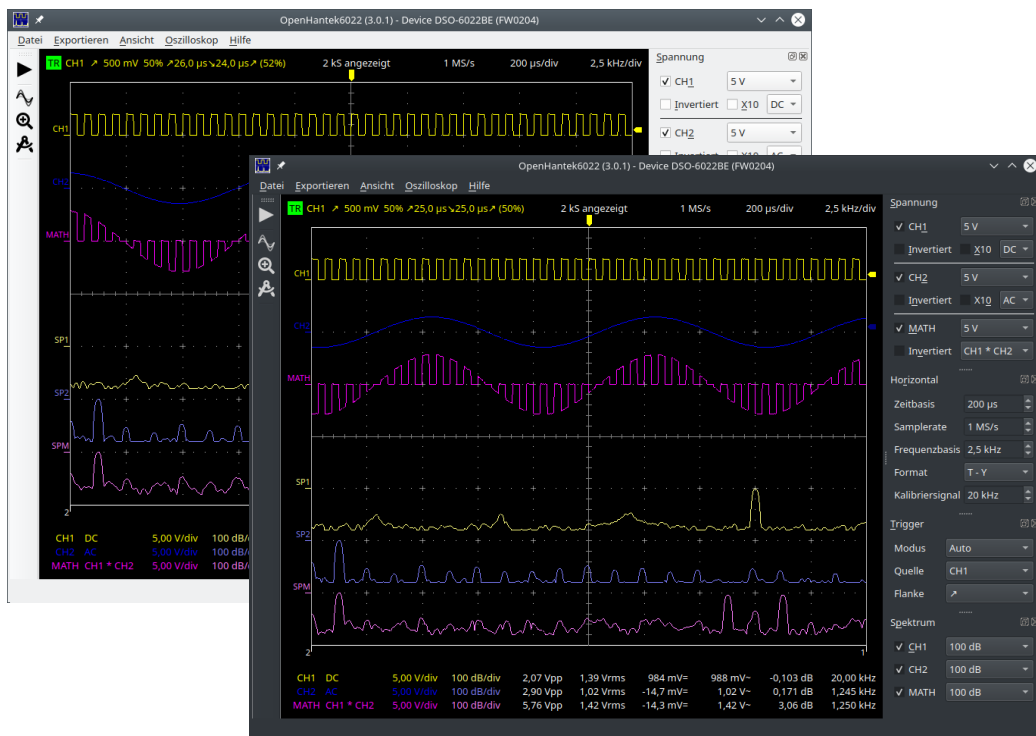 OpenHantek6022 (3.0.1) - Device DSO-6022BE (FW0204)
Datei Exportieren Ansicht Oszilloskop Hilfe
TR CH1 ↗ 500 mV 50% ↗26,0 µs↘24,0 µs↗ (52%) 2 kS angezeigt 1 MS/s 200 µs/div 2,5 kHz/div
Spannung
CH1 5 V
Invertiert X10 DC
CH2 5 V
CH1
CH2
MATH
SP1
SP2
SPM
2
CH1 DC 5,00 V/div 100 dB/
CH2 AC 5,00 V/div 100 dB/
MATH CH1 * CH2 5,00 V/div 100 dB/
OpenHantek6022 (3.0.1) - Device DSO-6022BE (FW0204)
Datei Exportieren Ansicht Oszilloskop Hilfe
TR CH1 ↗ 500 mV 50% ↗25,0 µs↘25,0 µs↗ (50%) 2 kS angezeigt 1 MS/s 200 µs/div 2,5 kHz/div
CH1
CH2
MATH
SP1
SP2
SPM
2 1
CH1 DC 5,00 V/div 100 dB/div 2,07 Vpp 1,39 Vrms 984 mV= 988 mV~ -0,103 dB 20,00 kHz
CH2 AC 5,00 V/div 100 dB/div 2,90 Vpp 1,02 Vrms -14,7 mV= 1,02 V~ 0,171 dB 1,245 kHz
MATH CH1 * CH2 5,00 V/div 100 dB/div 5,76 Vpp 1,42 Vrms -14,3 mV= 1,42 V~ 3,06 dB 1,250 kHz
Spannung
CH1 5 V
Invertiert X10 DC
CH2 5 V
Invertiert X10 AC
MATH 5 V
Invertiert CH1 * CH2
Horizontal
Zeitbasis 200 µs
Samplerate 1 MS/s
Frequenzbasis 2,5 kHz
Format T - Y
Kalibriersignal 20 kHz
Trigger
Modus Auto
Quelle CH1
Flanke ↗
Spektrum
CH1 100 dB
CH2 100 dB
MATH 100 dB